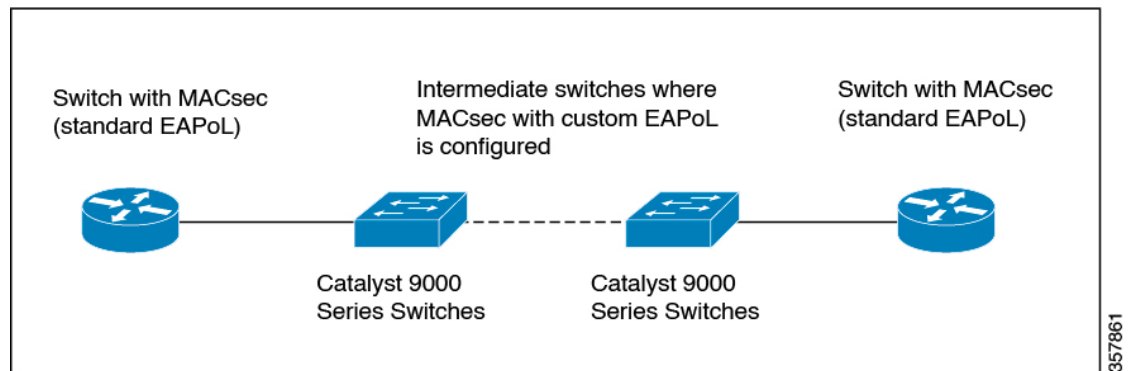 Switch with MACsec
(standard EAPoL)
Intermediate switches where
MACsec with custom EAPoL
is configured
Switch with MACsec
(standard EAPoL)
Catalyst 9000
Series Switches
Catalyst 9000
Series Switches
357861